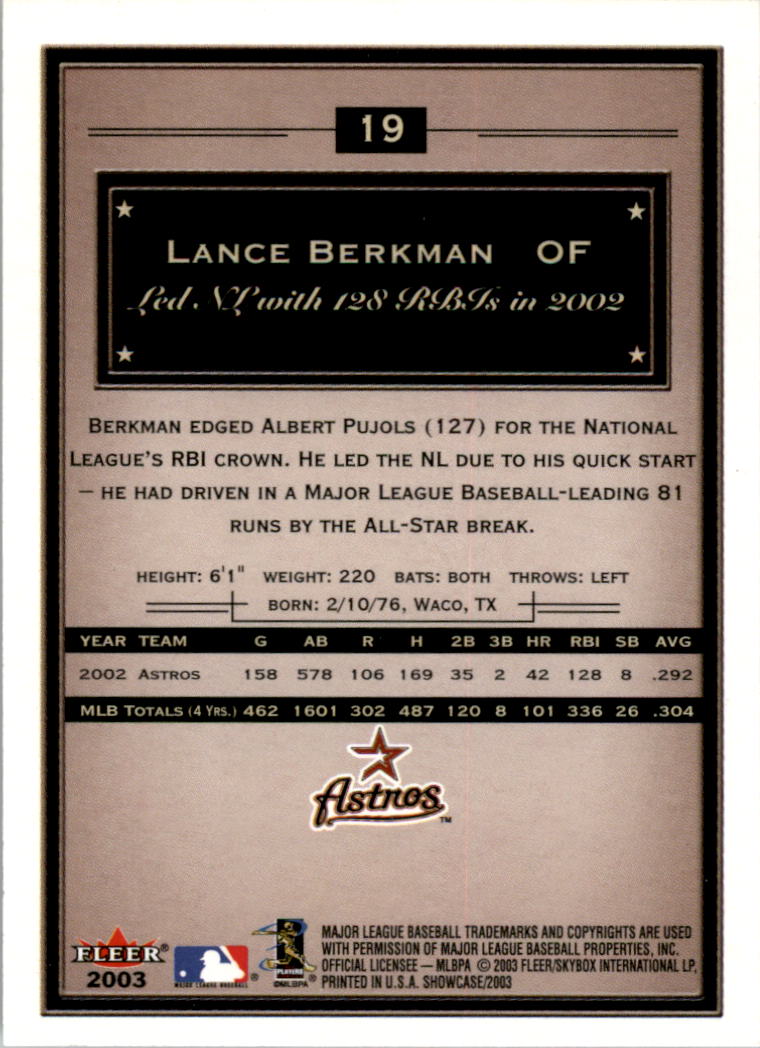 19
LANCE BERKMAN OF
Led NL with 128 RBIs in 2002
BERKMAN EDGED ALBERT PUJOLS (127) FOR THE NATIONAL
LEAGUE'S RBI CROWN. HE LED THE NL DUE TO HIS QUICK START
— HE HAD DRIVEN IN A MAJOR LEAGUE BASEBALL-LEADING 81
RUNS BY THE ALL-STAR BREAK.
HEIGHT: 6'1" WEIGHT: 220 BATS: BOTH THROWS: LEFT
BORN: 2/10/76, WACO, TX
YEAR TEAM G AB R H 2B 3B HR RBI SB AVG
2002 ASTROS 158 578 106 169 35 2 42 128 8 .292
MLB TOTALS (4 YRS.) 462 1601 302 487 120 8 101 336 26 .304
Astros™
FLEER®
2003
MAJOR LEAGUE BASEBALL®
PLAYERS
©MLBPA®
MAJOR LEAGUE BASEBALL TRADEMARKS AND COPYRIGHTS ARE USED
WITH PERMISSION OF MAJOR LEAGUE BASEBALL PROPERTIES, INC.
OFFICIAL LICENSEE — MLBPA © 2003 FLEER/SKYBOX INTERNATIONAL LP,
PRINTED IN U.S.A. SHOWCASE/2003